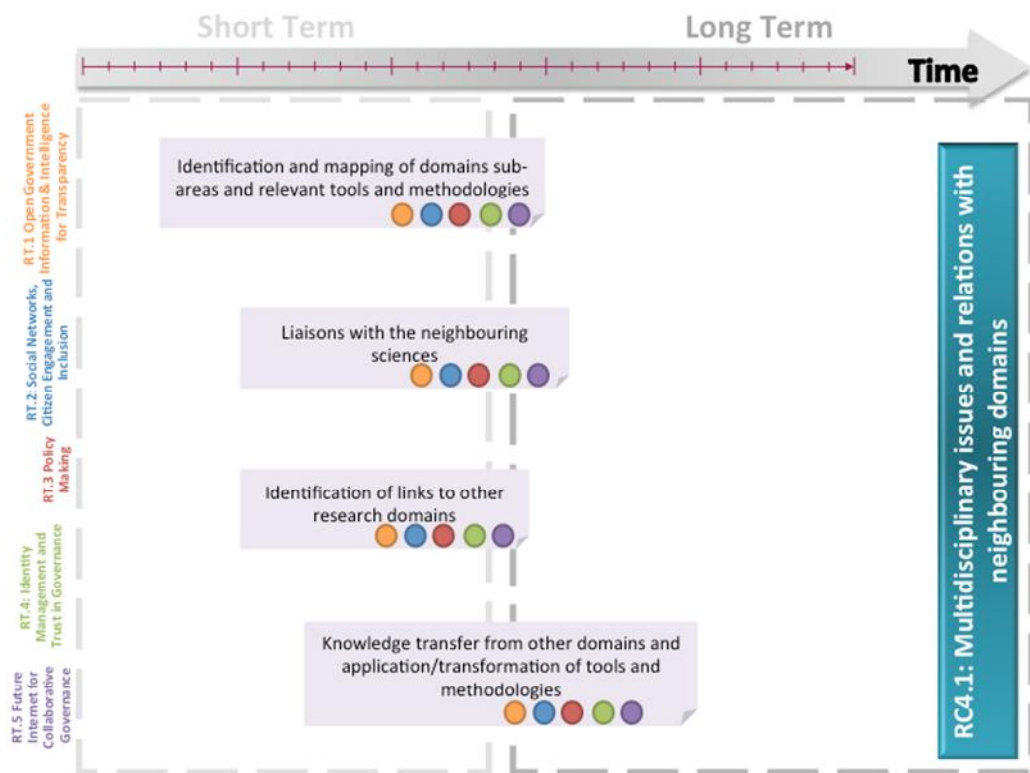 Short Term
Long Term
Time
RT.1 Open Government
Information & Intelligence
for Transparency
RT.2: Social Networks,
Citizen Engagement and
Inclusion
RT.3 Policy
Making
RT.4: Identity
Management and
Trust in Governance
RT.5 Future
Internet for
Collaborative
Governance
Identification and mapping of domains sub-
areas and relevant tools and methodologies
Liaisons with the neighbouring
sciences
Identification of links to other
research domains
Knowledge transfer from other domains and
application/transformation of tools and
methodologies
RC4.1: Multidisciplinary issues and relations with
neighbouring domains